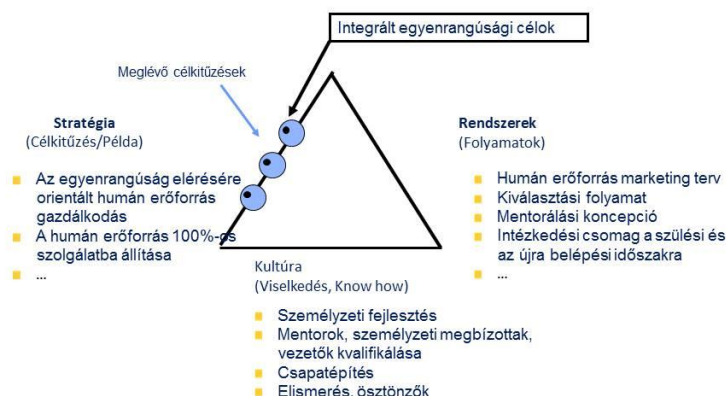 Integrált egyenrangúsági célok
Meglévő célkitűzések
Stratégia
(Célkitűzés/Példa)
Az egyenrangúság elérésére
orientált humán erőforrás
gazdálkodás
A humán erőforrás 100%-os
szolgálatba állítása
...
Rendszerek
(Folyamatok)
Humán erőforrás marketing terv
Kiválasztási folyamat
Mentorálási koncepció
Intézkedési csomag a szülési és
az újra belépési időszakra
...
Kultúra
(Viselkedés, Know how)
Személyzeti fejlesztés
Mentorok, személyzeti megbízottak,
vezetők kvalifikálása
Csapatépítés
Elismerés, ösztönzők